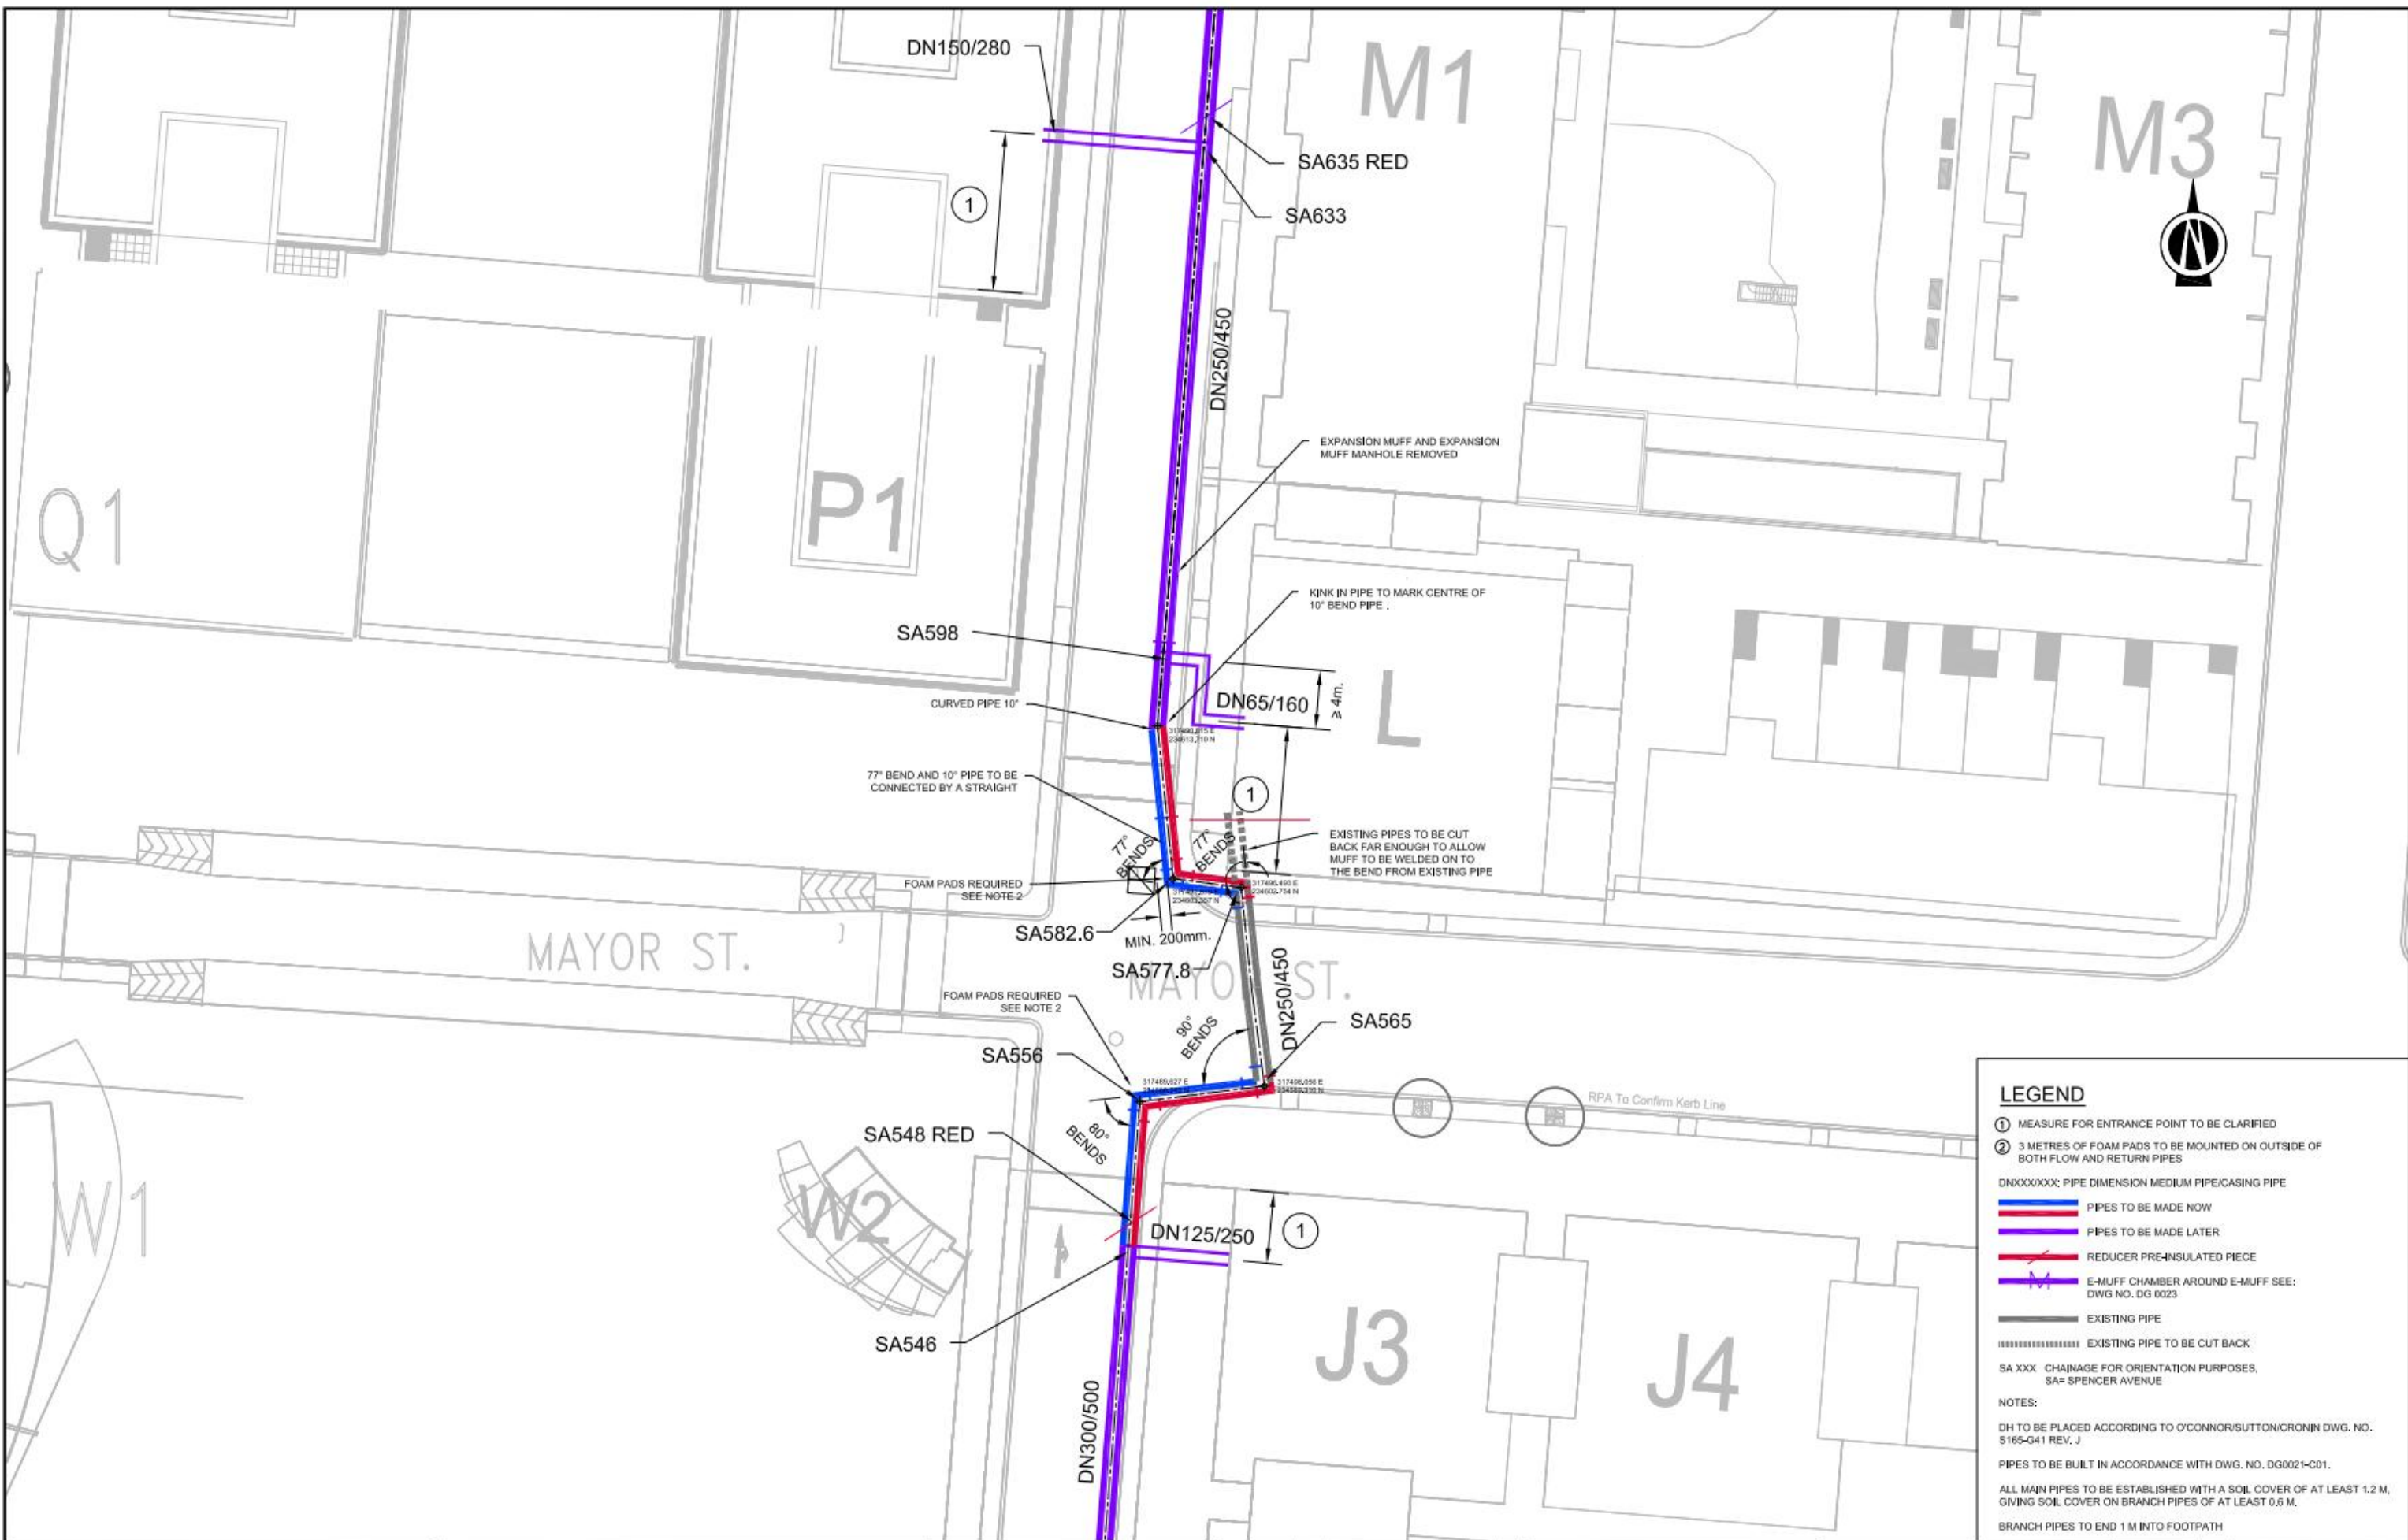 DN150/280
M1
M3
N
SA635 RED
1
SA633
DN250/450
EXPANSION MUFF AND EXPANSION
MUFF MANHOLE REMOVED
Q1
P1
KINK IN PIPE TO MARK CENTRE OF
10° BEND PIPE .
SA598
DN65/160
≥ 4m.
L
CURVED PIPE 10°
234613,710 N
77° BEND AND 10° PIPE TO BE
CONNECTED BY A STRAIGHT
1
77°
BENDS
77°
BENDS
EXISTING PIPES TO BE CUT
BACK FAR ENOUGH TO ALLOW
MUFF TO BE WELDED ON TO
THE BEND FROM EXISTING PIPE
FOAM PADS REQUIRED
SEE NOTE 2
317496,493 E
234602,754 N
SA582.6
MIN. 200mm.
MAYOR ST.
SA577.8
MAYOR ST.
DN250/450
FOAM PADS REQUIRED
SEE NOTE 2
90°
BENDS
SA565
SA556
317489,627 E
317498,056 E
RPA To Confirm Kerb Line
80°
BENDS
SA548 RED
W1
W2
DN125/250
1
SA546
J3
J4
DN300/500
LEGEND
1 MEASURE FOR ENTRANCE POINT TO BE CLARIFIED
2 3 METRES OF FOAM PADS TO BE MOUNTED ON OUTSIDE OF
BOTH FLOW AND RETURN PIPES
DNXXX/XXX: PIPE DIMENSION MEDIUM PIPE/CASING PIPE
PIPES TO BE MADE NOW
PIPES TO BE MADE LATER
REDUCER PRE-INSULATED PIECE
M E-MUFF CHAMBER AROUND E-MUFF SEE:
DWG NO. DG 0023
EXISTING PIPE
EXISTING PIPE TO BE CUT BACK
SA XXX CHAINAGE FOR ORIENTATION PURPOSES,
SA= SPENCER AVENUE
NOTES:
DH TO BE PLACED ACCORDING TO O'CONNOR/SUTTON/CRONIN DWG. NO.
S165-G41 REV. J
PIPES TO BE BUILT IN ACCORDANCE WITH DWG. NO. DG0021-C01.
ALL MAIN PIPES TO BE ESTABLISHED WITH A SOIL COVER OF AT LEAST 1.2 M,
GIVING SOIL COVER ON BRANCH PIPES OF AT LEAST 0,6 M.
BRANCH PIPES TO END 1 M INTO FOOTPATH